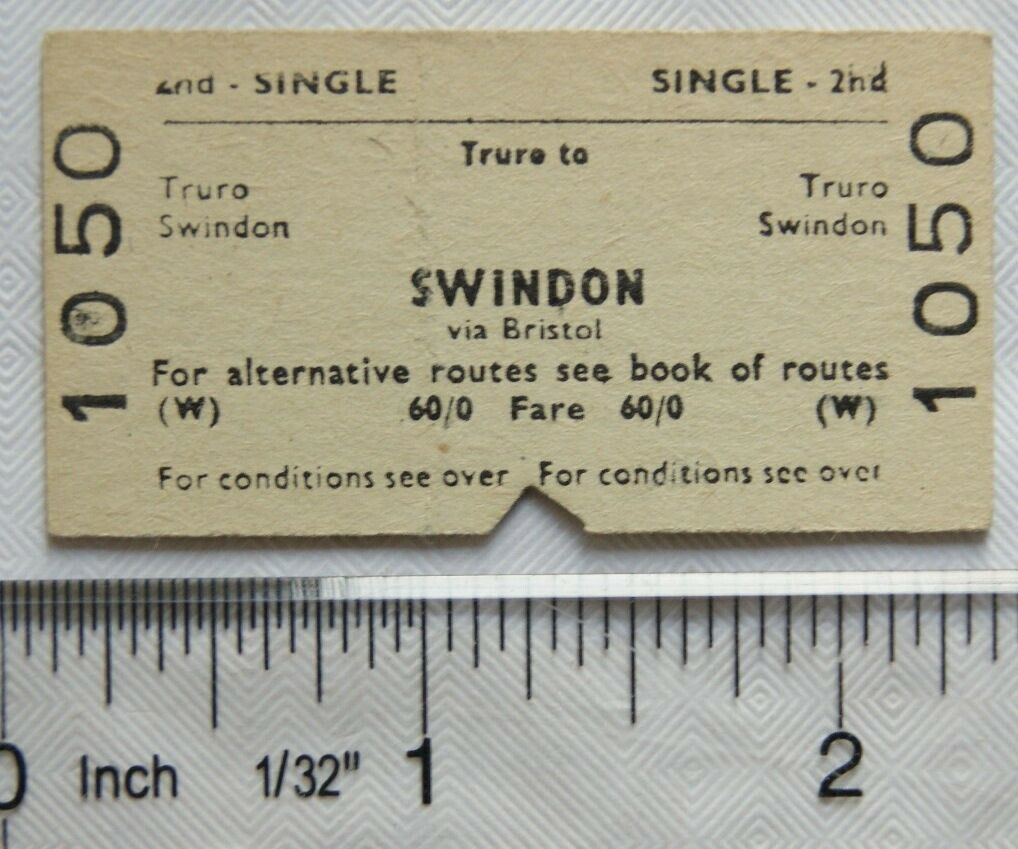 2nd - SINGLE SINGLE - 2nd
Truro to
Truro Truro
Swindon Swindon
SWINDON
via Bristol
For alternative routes see book of routes
(W) 60/0 Fare 60/0 (W)
For conditions see over For conditions see over
1050
1050
0 Inch 1/32" 1 2